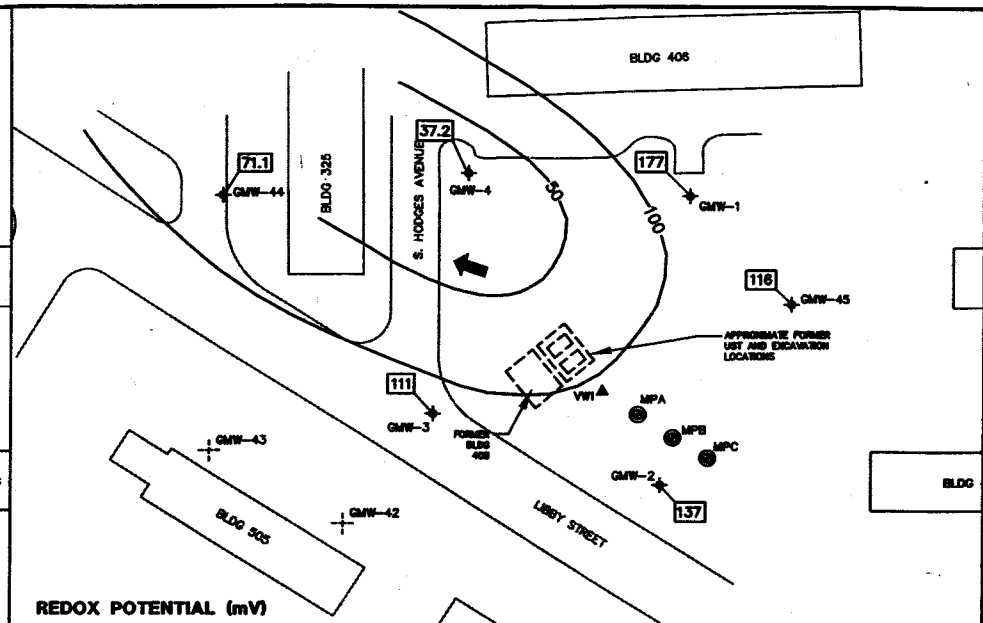 BLDG 406
37.2
71.1
177
GMW-44
BLDG 325
S. HODGES AVENUE
GMW-4
50
GMW-1
100
116
GMW-45
APPROXIMATE FORMER
UST AND EXCAVATION
LOCATIONS
111
VW1
MPA
GMW-3
FORMER
BLDG
408
MPB
MPC
GMW-43
GMW-2
BLDG
137
GMW-42
BLDG 505
LIBBY STREET
REDOX POTENTIAL (mV)